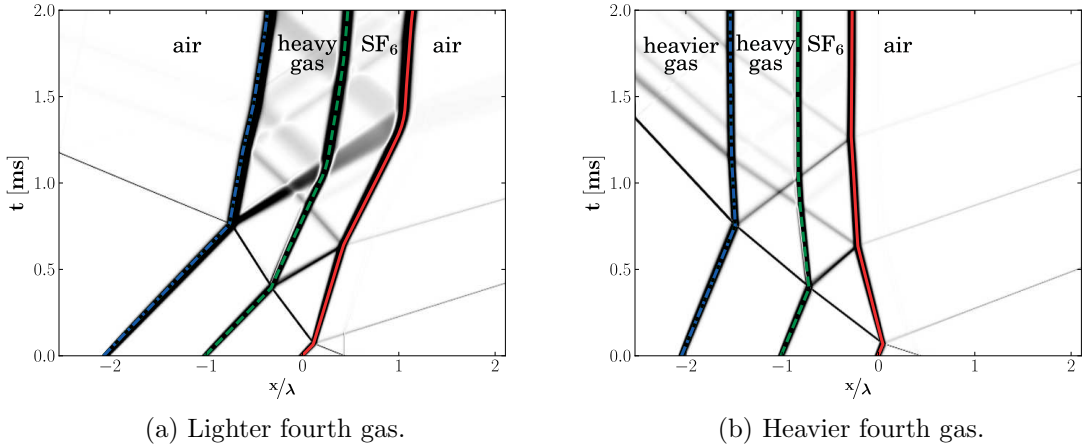 2.0
1.5
1.0
0.5
0.0
t [ms]
air
heavy
gas
SF₆
air
−2
−1
0
1
2
x/λ
(a) Lighter fourth gas.
2.0
1.5
1.0
0.5
0.0
t [ms]
heavier
gas
heavy
gas
SF₆
air
−2
−1
0
1
2
x/λ
(b) Heavier fourth gas.